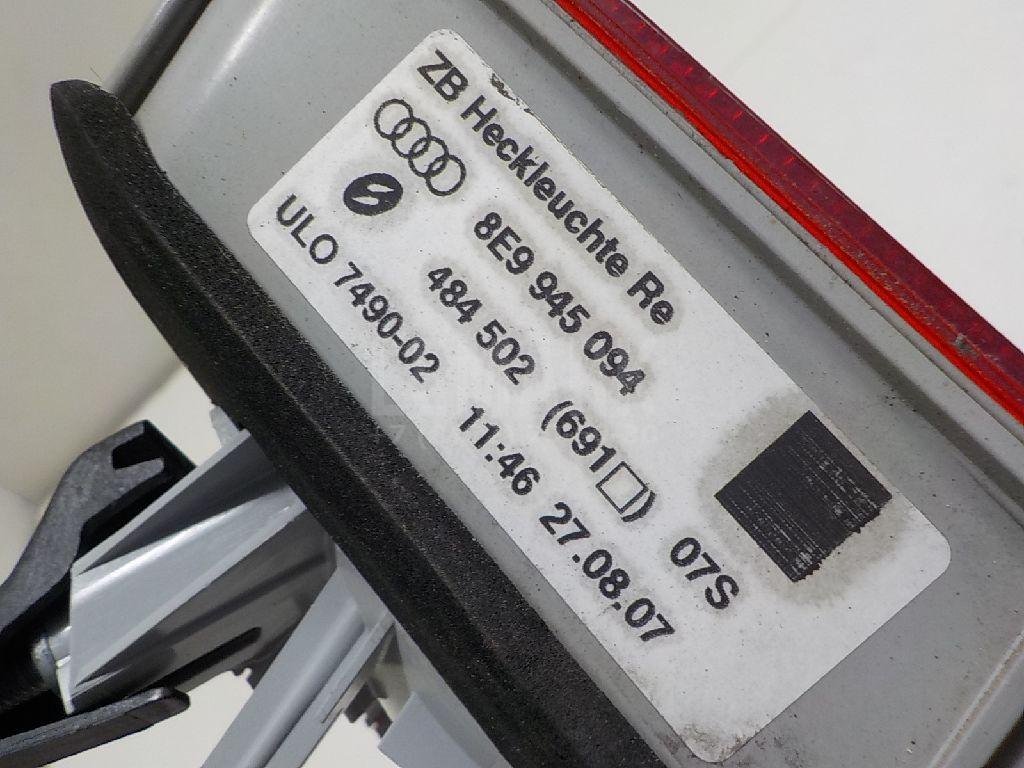 ZB Heckleuchte Re
8E9 945 094
484 502 (691□) 07S
ULO 7490-02 11:46 27.08.07